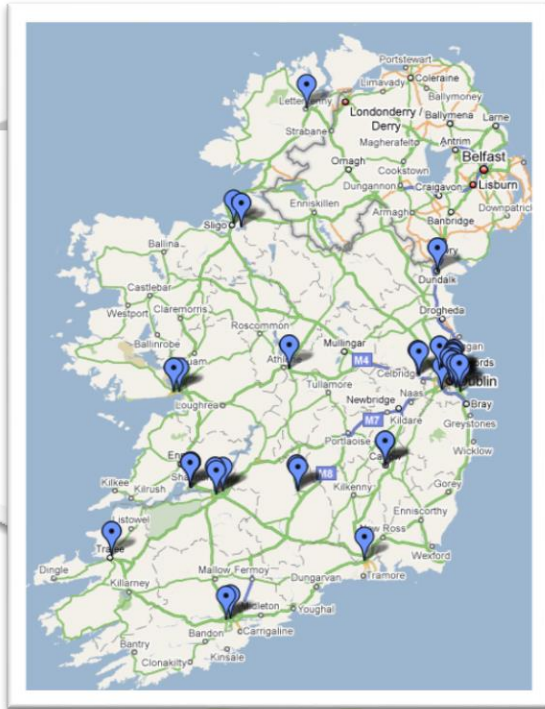 Portstewart
Coleraine
Limavady
Ballymoney
Londonderry /
Derry
Ballymena
Larne
Strabane
Magherafelt
Antrim
Omagh
Cookstown
Belfast
Dungannon
Lisburn
Craigavon
Enniskillen
Armagh
Banbridge
Downpatrick
Sligo
Ballina
Dundalk
Castlebar
Westport
Claremorris
Drogheda
Roscommon
Ballinrobe
Mullingar
M4
Celbridge
Tullamore
Naas
Loughrea
Newbridge
Bray
M7
Kildare
Greystones
Portlaoise
Wicklow
M8
Kilkee
Kilrush
Kilkenny
Gorey
Listowel
Enniscorthy
New Ross
Wexford
Tralee
Dingle
Mallow
Fermoy
Tramore
Killarney
Dungarvan
Youghal
Bantry
Bandon
Carrigaline
Clonakilty
Kinsale